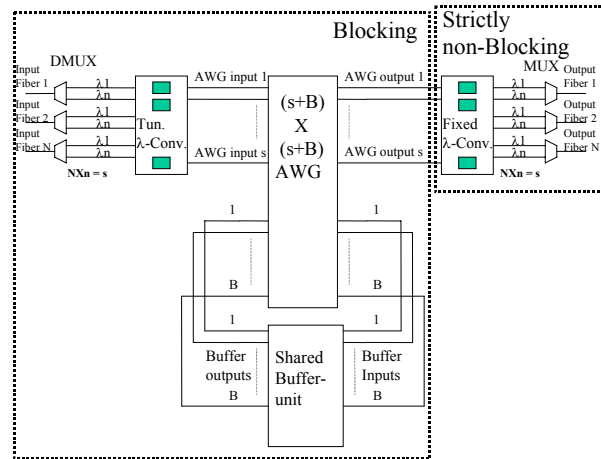 Blocking
Strictly
non-Blocking
DMUX
MUX
Input
Fiber 1
λ1
λn
Input
Fiber 2
λ1
λn
Input
Fiber N
λ1
λn
NXn = s
Tun.
λ-Conv.
AWG input 1
AWG input s
(s+B)
X
(s+B)
AWG
AWG output 1
AWG output s
Fixed
λ-Conv.
λ1
λn
Output
Fiber 1
λ1
λn
Output
Fiber 2
λ1
λn
Output
Fiber N
NXn = s
1
1
B
B
1
1
Buffer
outputs
Shared
Buffer-
unit
Buffer
Inputs
B
B